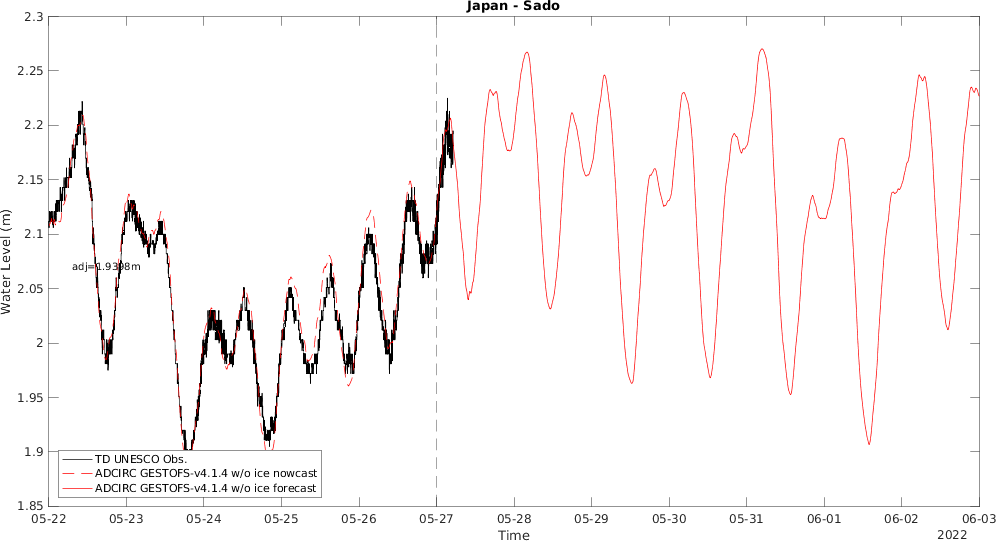 Japan - Sado
2.3
2.25
2.2
2.15
2.1
2.05
2
1.95
1.9
1.85
Water Level (m)
adj=1.9398m
TD UNESCO Obs.
ADCIRC GESTOFS-v4.1.4 w/o ice nowcast
ADCIRC GESTOFS-v4.1.4 w/o ice forecast
05-22 05-23 05-24 05-25 05-26 05-27 05-28 05-29 05-30 05-31 06-01 06-02 06-03
Time
2022